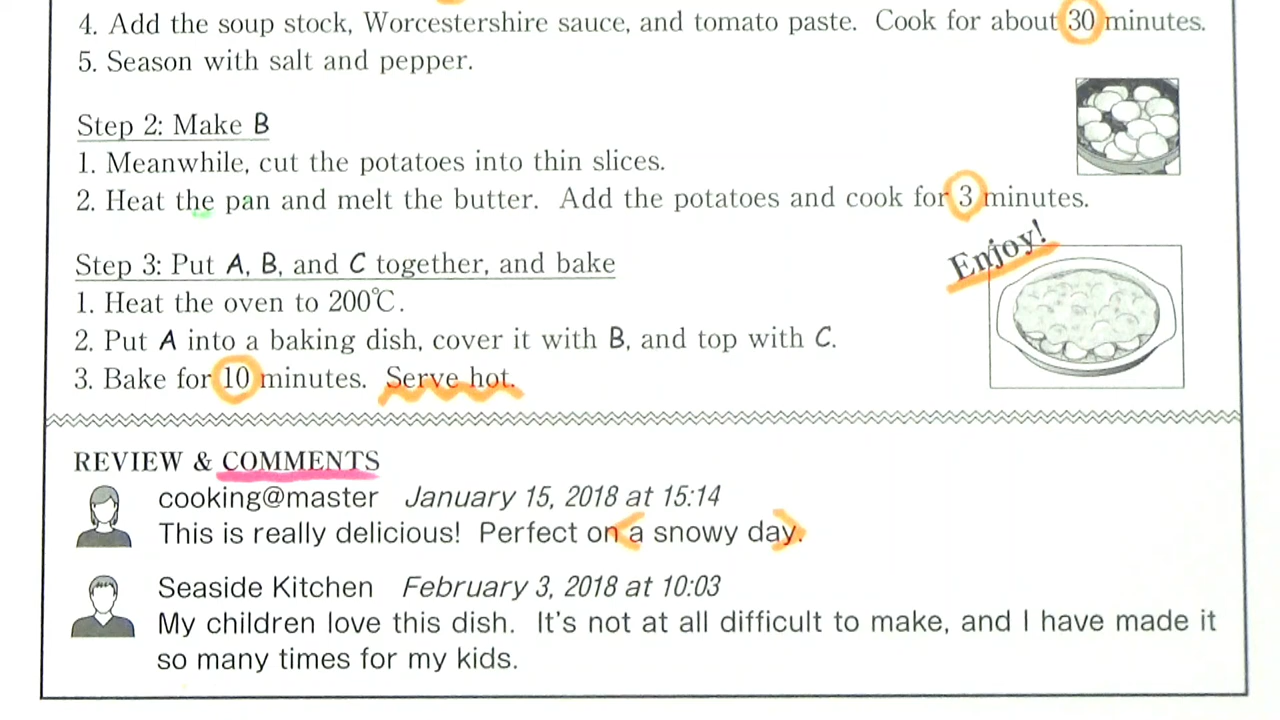 4. Add the soup stock, Worcestershire sauce, and tomato paste. Cook for about 30 minutes.
5. Season with salt and pepper.
Step 2: Make B
1. Meanwhile, cut the potatoes into thin slices.
2. Heat the pan and melt the butter. Add the potatoes and cook for 3 minutes.
Step 3: Put A, B, and C together, and bake
Enjoy!
1. Heat the oven to 200℃.
2. Put A into a baking dish, cover it with B, and top with C.
3. Bake for 10 minutes. Serve hot.
REVIEW & COMMENTS
cooking@master January 15, 2018 at 15:14
This is really delicious! Perfect on a snowy day.
Seaside Kitchen February 3, 2018 at 10:03
My children love this dish. It's not at all difficult to make, and I have made it
so many times for my kids.